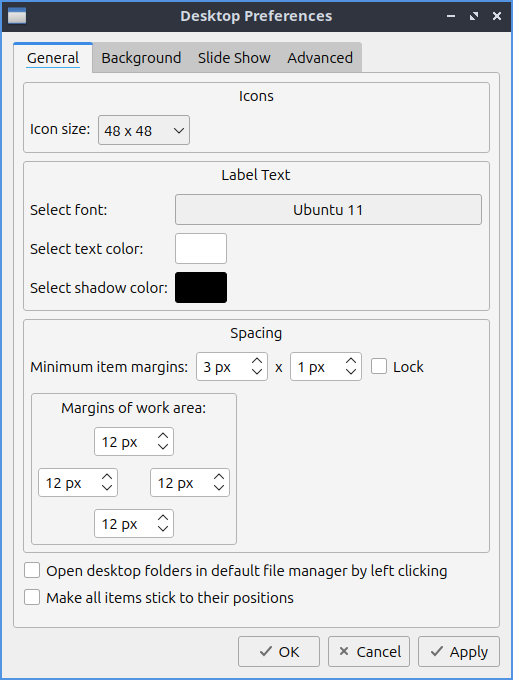 Desktop Preferences
General Background Slide Show Advanced
Icons
Icon size: 48 x 48
Label Text
Select font: Ubuntu 11
Select text color:
Select shadow color:
Spacing
Minimum item margins: 3 px x 1 px Lock
Margins of work area:
12 px
12 px 12 px
12 px
Open desktop folders in default file manager by left clicking
Make all items stick to their positions
OK Cancel Apply